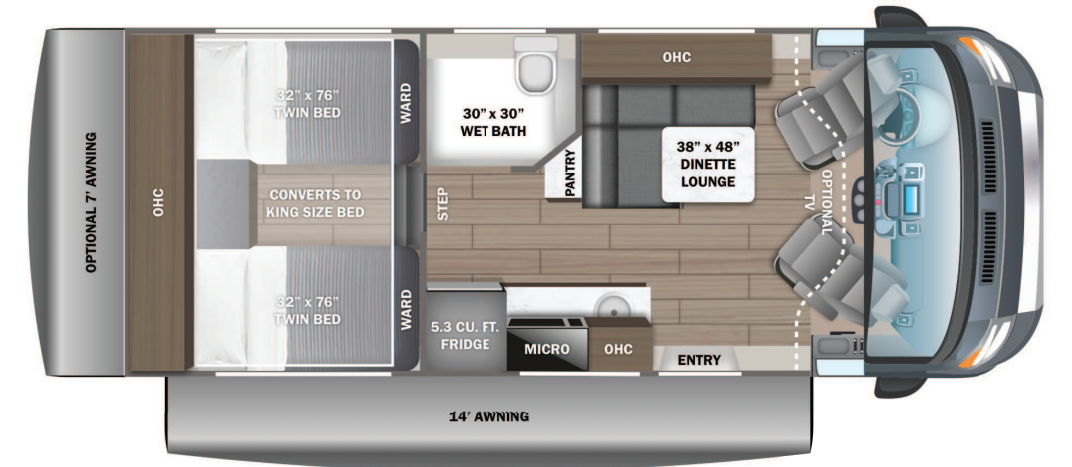 OPTIONAL 7' AWNING
OHC
32" x 76"
TWIN BED
WARD
CONVERTS TO
KING SIZE BED
32" x 76"
TWIN BED
WARD
STEP
30" x 30"
WET BATH
PANTRY
OHC
38" x 48"
DINETTE
LOUNGE
OPTIONAL
TV
5.3 CU. FT.
FRIDGE
MICRO
OHC
ENTRY
14' AWNING